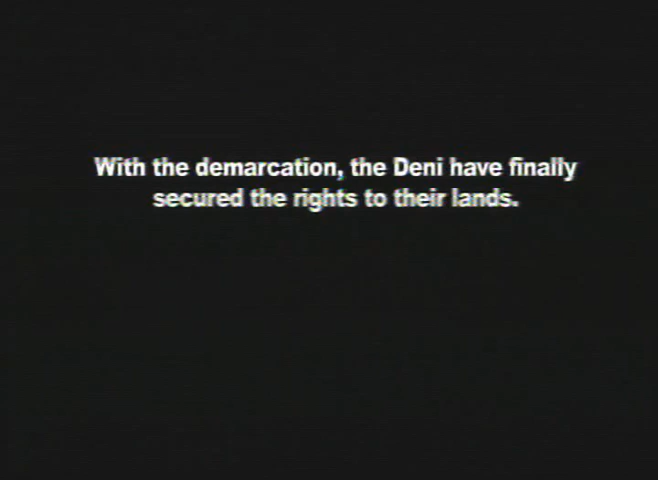 With the demarcation, the Deni have finally
secured the rights to their lands.